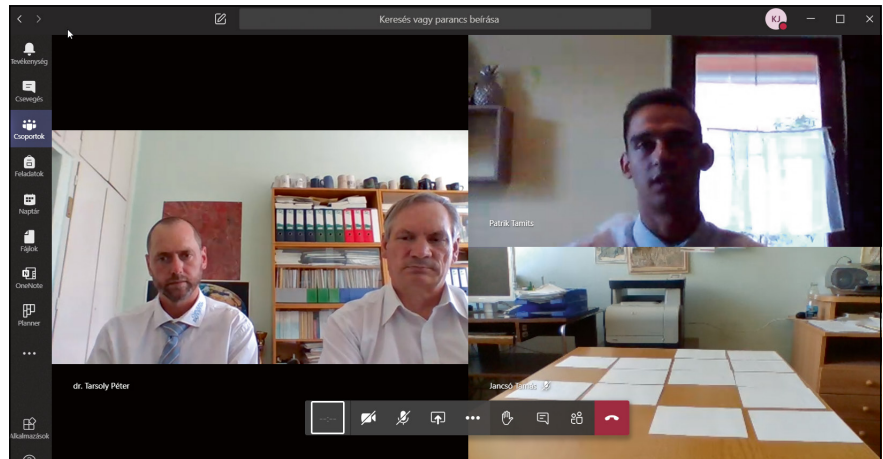 Keresés vagy parancs beírása
KJ
Tevékenység
Csevegés
Csoportok
Feladatok
Naptár
Fájlok
OneNote
Planner
Alkalmazások
Patrik Tamits
dr. Tarsoly Péter
Jancsó Tamás